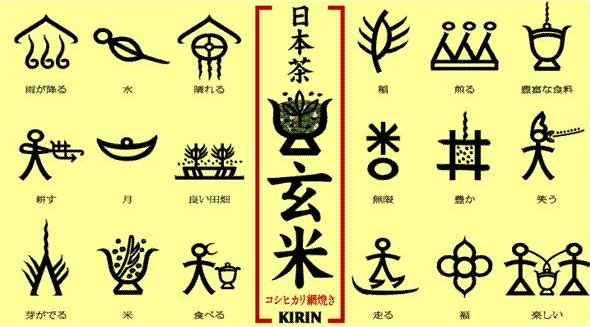 雨が降る 水 晴れる
耕す 月 良い田畑
芽がでる 米 食べる
日本茶
玄米
コシヒカリ網焼き
KIRIN
稲 煎る 豊富な食料
無限 豊か 笑う
走る 福 楽しい